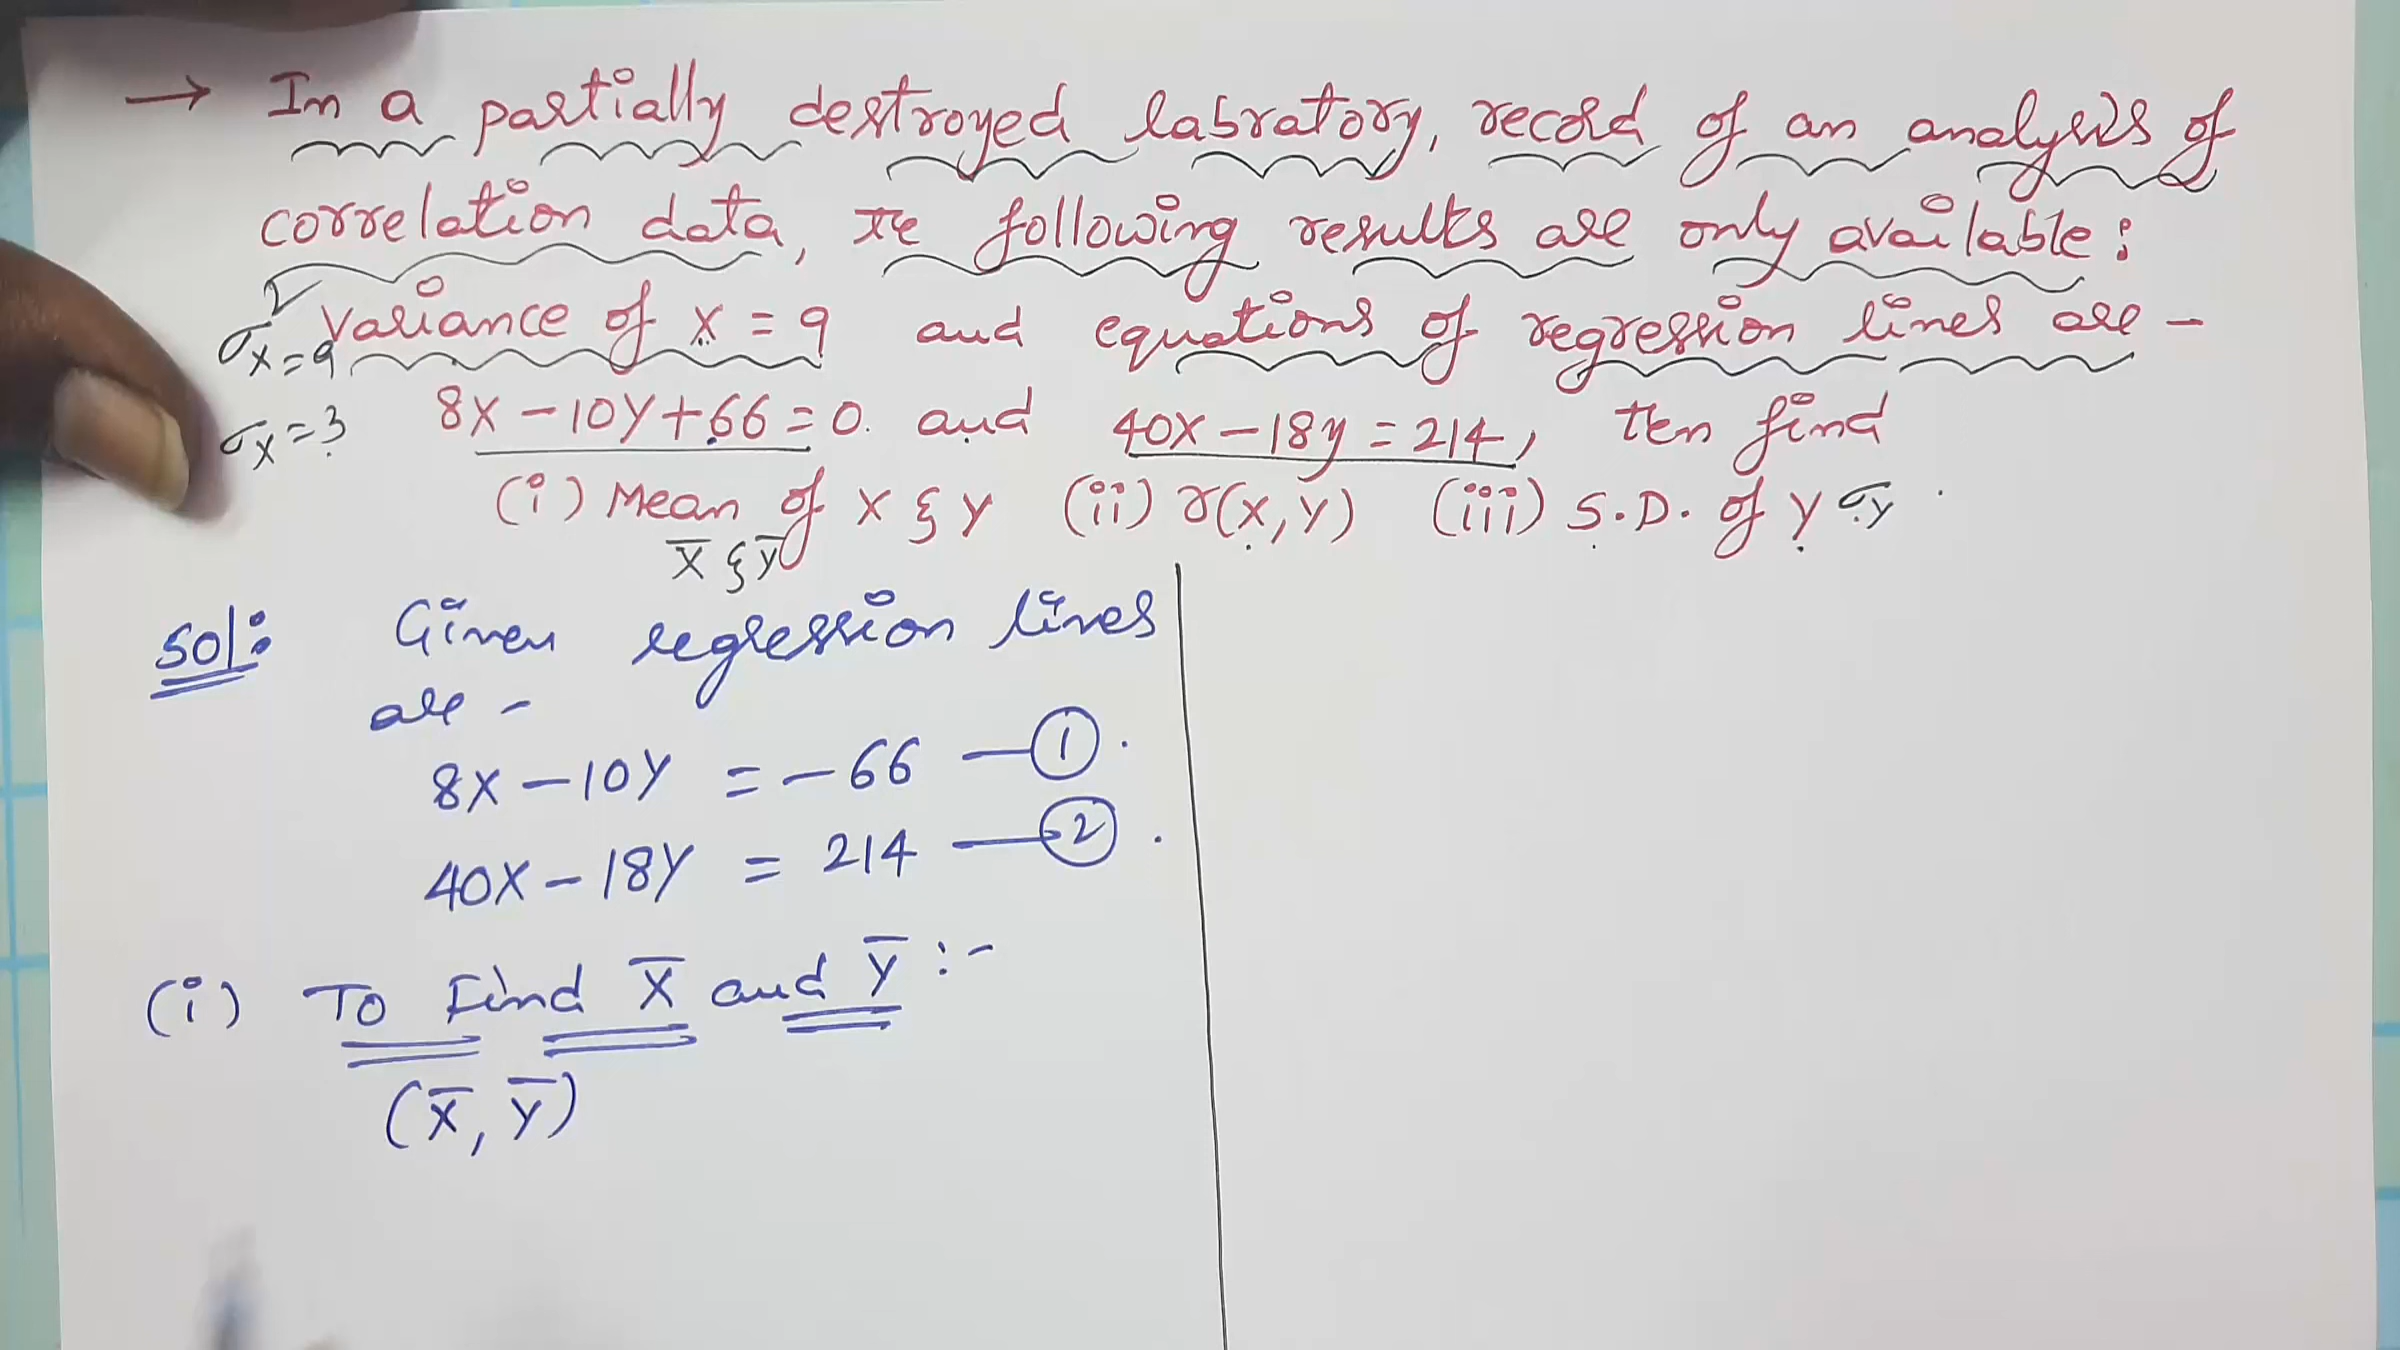 → In a partially destroyed labratory, record of an analysis of
correlation data, the following results are only available:
σx² = 9 Variance of X = 9 and equations of regression lines are -
σx = 3 8X - 10Y + 66 = 0. and 40X - 18y = 214, then find
(i) Mean of X & Y (ii) r(X, Y) (iii) S.D. of Y σy
X̅ & Y̅
Sol: Given regression lines
are -
8X - 10Y = - 66 — ①.
40X - 18Y = 214 — ②.
(i) To Find X̅ and Y̅ :-
(X̅, Y̅)